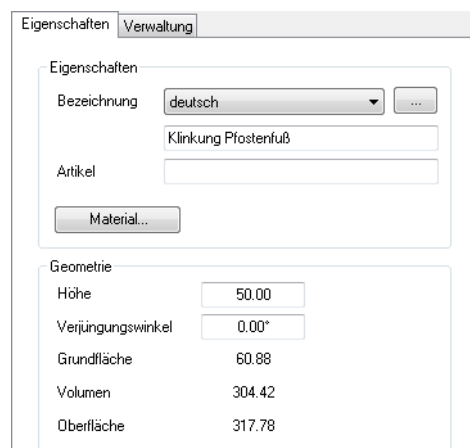 Eigenschaften Verwaltung
Eigenschaften
Bezeichnung deutsch ...
Klinkung Pfostenfuß
Artikel
Material...
Geometrie
Höhe 50.00
Verjüngungswinkel 0.00°
Grundfläche 60.88
Volumen 304.42
Oberfläche 317.78